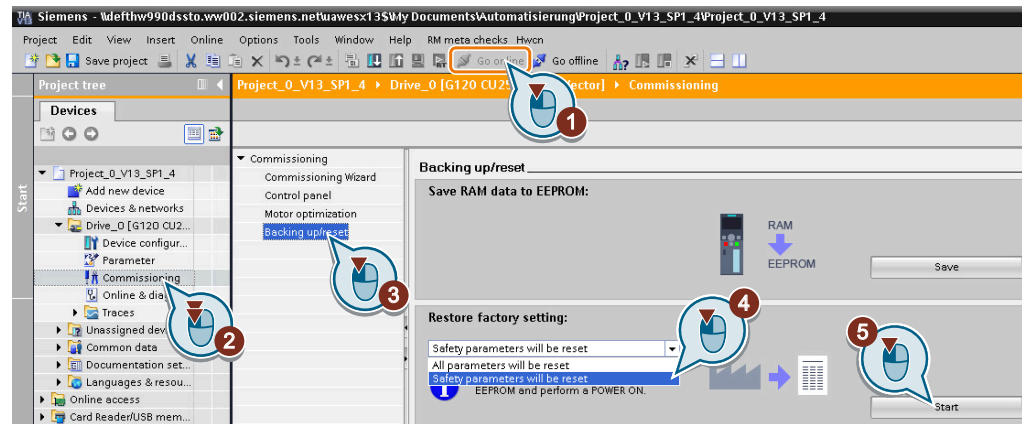 Siemens - \\defthw990dssto.ww002.siemens.net\uawesx13$\My Documents\Automatisierung\Project_0_V13_SP1_4\Project_0_V13_SP1_4
Project Edit View Insert Online Options Tools Window Help RM meta checks Hwcn
Save project Go online Go offline
Project tree
Project_0_V13_SP1_4 ▸ Drive_0 [G120 CU25 ector] ▸ Commissioning
1
Devices
Start
Project_0_V13_SP1_4
Add new device
Devices & networks
Drive_0 [G120 CU2...
Device configur...
Parameter
Commissioning
Online & dia
Traces
Unassigned dev
Common data
Documentation set...
Languages & resou...
Online access
Card Reader/USB mem...
2
Commissioning
Commissioning Wizard
Control panel
Motor optimization
Backing up/reset
3
Backing up/reset
Save RAM data to EEPROM:
RAM
EEPROM
Save
Restore factory setting:
4
Safety parameters will be reset
All parameters will be reset
Safety parameters will be reset
EEPROM and perform a POWER ON.
5
Start